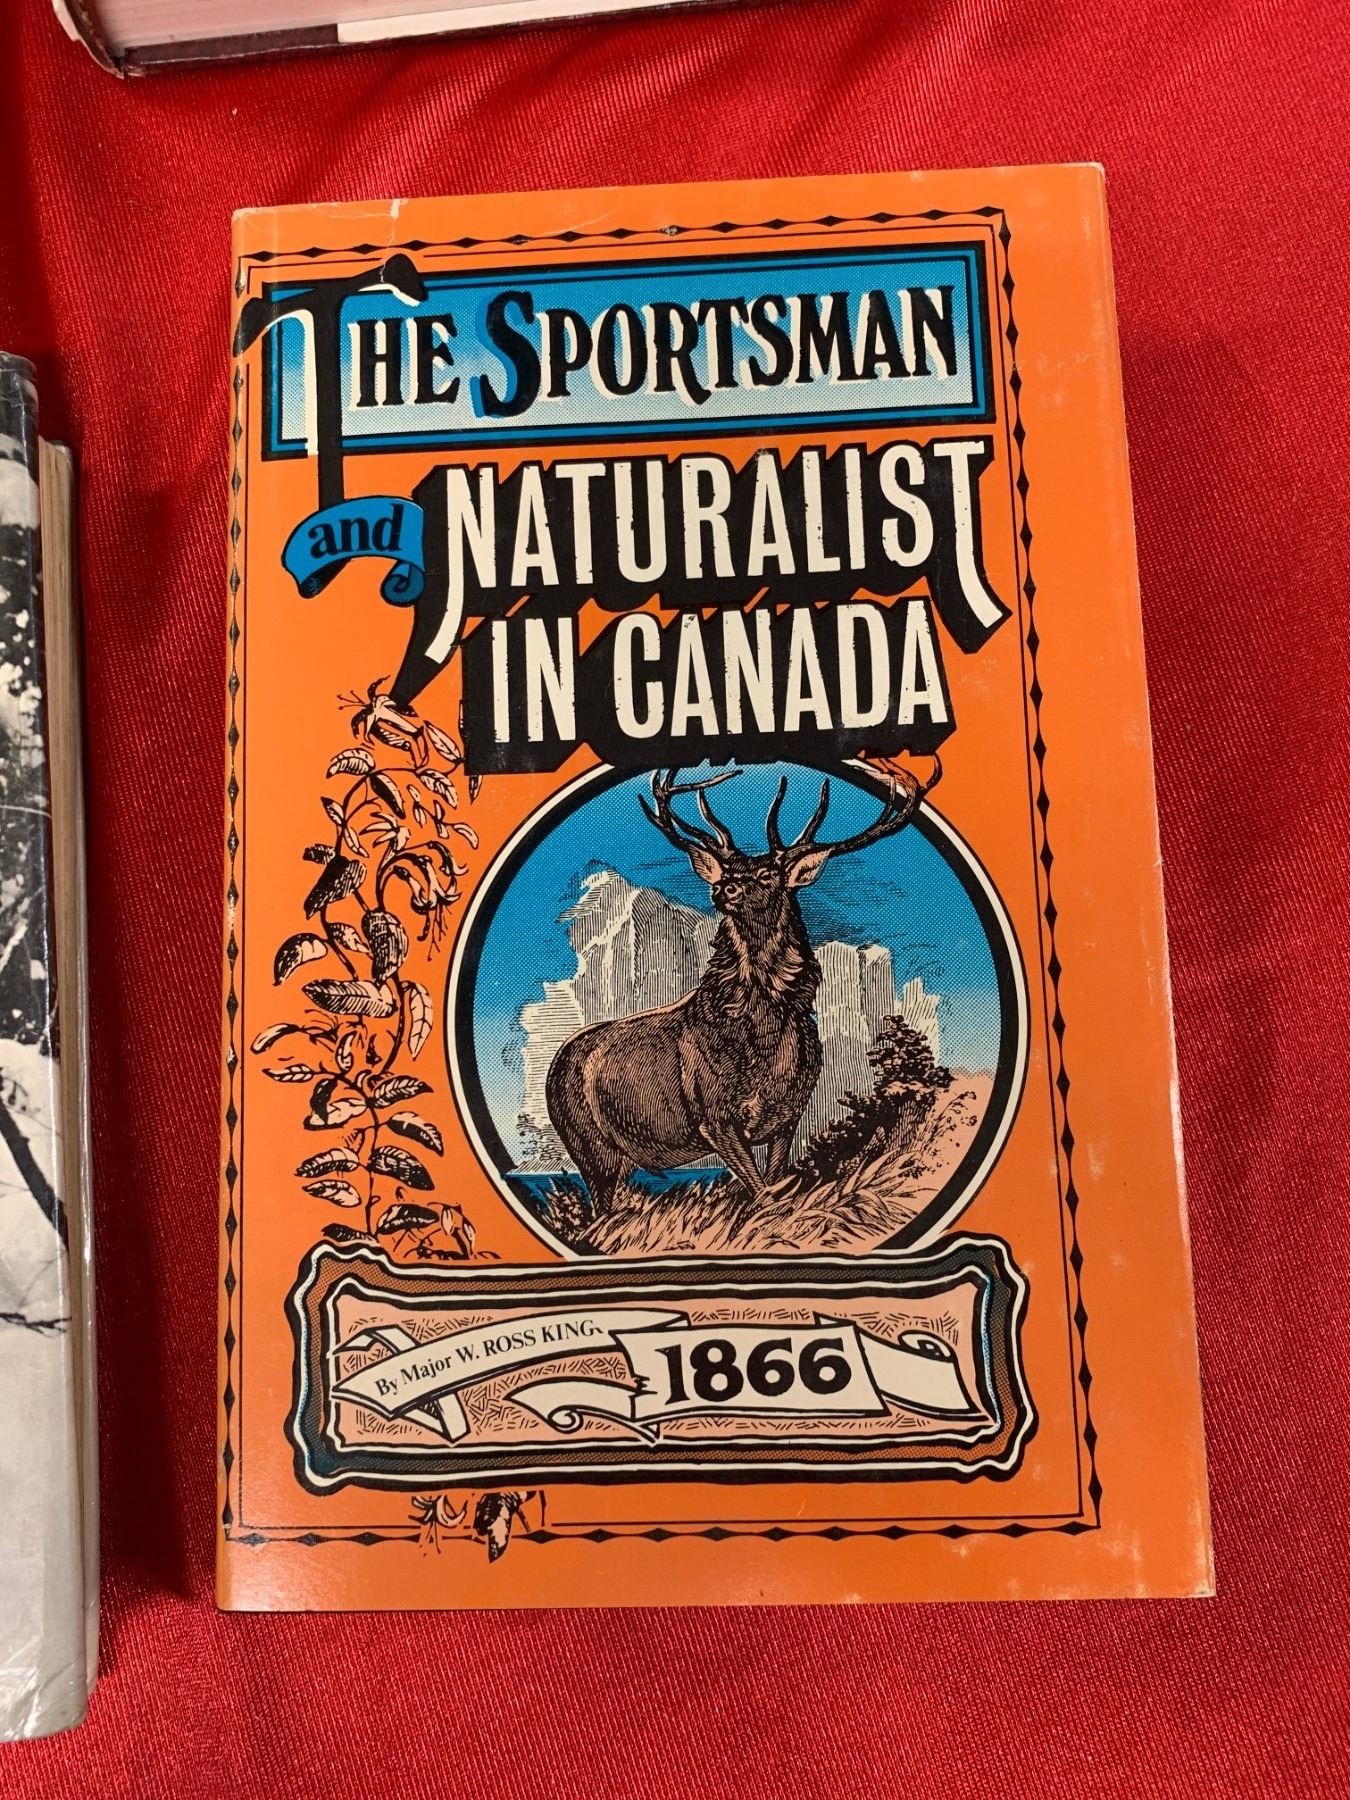 THE SPORTSMAN
and NATURALIST
IN CANADA
By Major W. ROSS KING
1866